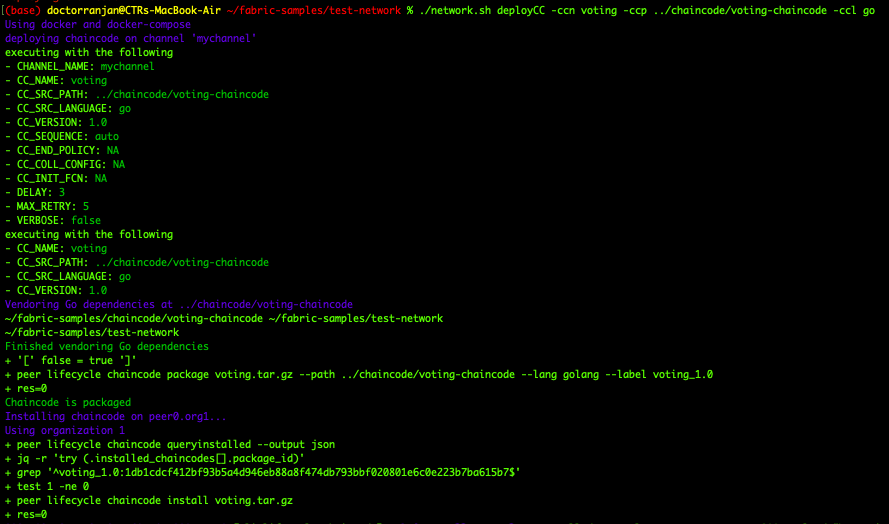 [(base) doctorranjan@CTRs-MacBook-Air ~/fabric-samples/test-network % ./network.sh deployCC -ccn voting -ccp ../chaincode/voting-chaincode -ccl go
Using docker and docker-compose
deploying chaincode on channel 'mychannel'
executing with the following
- CHANNEL_NAME: mychannel
- CC_NAME: voting
- CC_SRC_PATH: ../chaincode/voting-chaincode
- CC_SRC_LANGUAGE: go
- CC_VERSION: 1.0
- CC_SEQUENCE: auto
- CC_END_POLICY: NA
- CC_COLL_CONFIG: NA
- CC_INIT_FCN: NA
- DELAY: 3
- MAX_RETRY: 5
- VERBOSE: false
executing with the following
- CC_NAME: voting
- CC_SRC_PATH: ../chaincode/voting-chaincode
- CC_SRC_LANGUAGE: go
- CC_VERSION: 1.0
Vendoring Go dependencies at ../chaincode/voting-chaincode
~/fabric-samples/chaincode/voting-chaincode ~/fabric-samples/test-network
~/fabric-samples/test-network
Finished vendoring Go dependencies
+ '[' false = true ']'
+ peer lifecycle chaincode package voting.tar.gz --path ../chaincode/voting-chaincode --lang golang --label voting_1.0
+ res=0
Chaincode is packaged
Installing chaincode on peer0.org1...
Using organization 1
+ peer lifecycle chaincode queryinstalled --output json
+ jq -r 'try (.installed_chaincodes[].package_id)'
+ grep '^voting_1.0:1db1cdcf412bf93b5a4d946eb88a8f474db793bbf020801e6c0e223b7ba615b7$'
+ test 1 -ne 0
+ peer lifecycle chaincode install voting.tar.gz
+ res=0